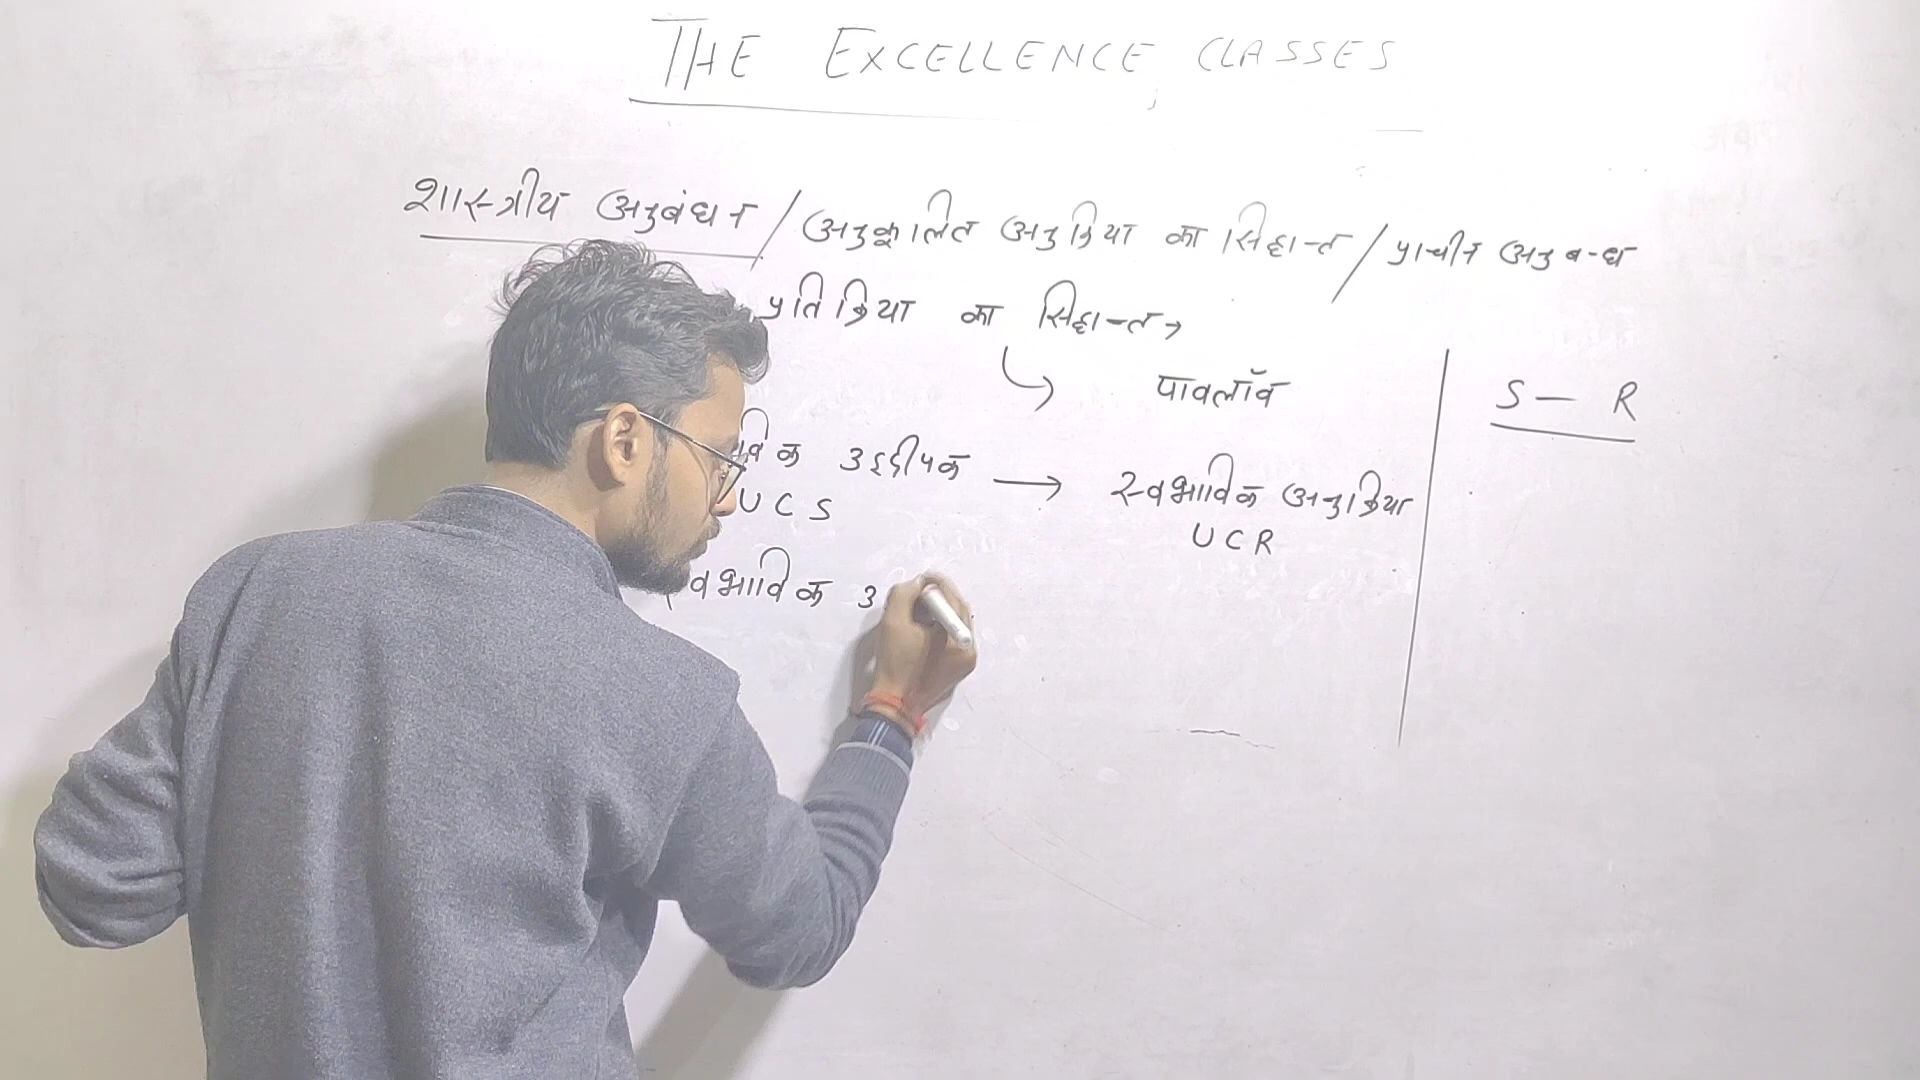 THE EXCELLENCE CLASSES
शास्त्रीय अनुबंधन / अनुकूलित अनुक्रिया का सिद्धान्त / प्राचीन अनुबन्ध
प्रतिक्रिया का सिद्धान्त →
पावलॉव
S — R
उद्दीपक → स्वभाविक अनुक्रिया
UCS
UCR
स्वभाविक